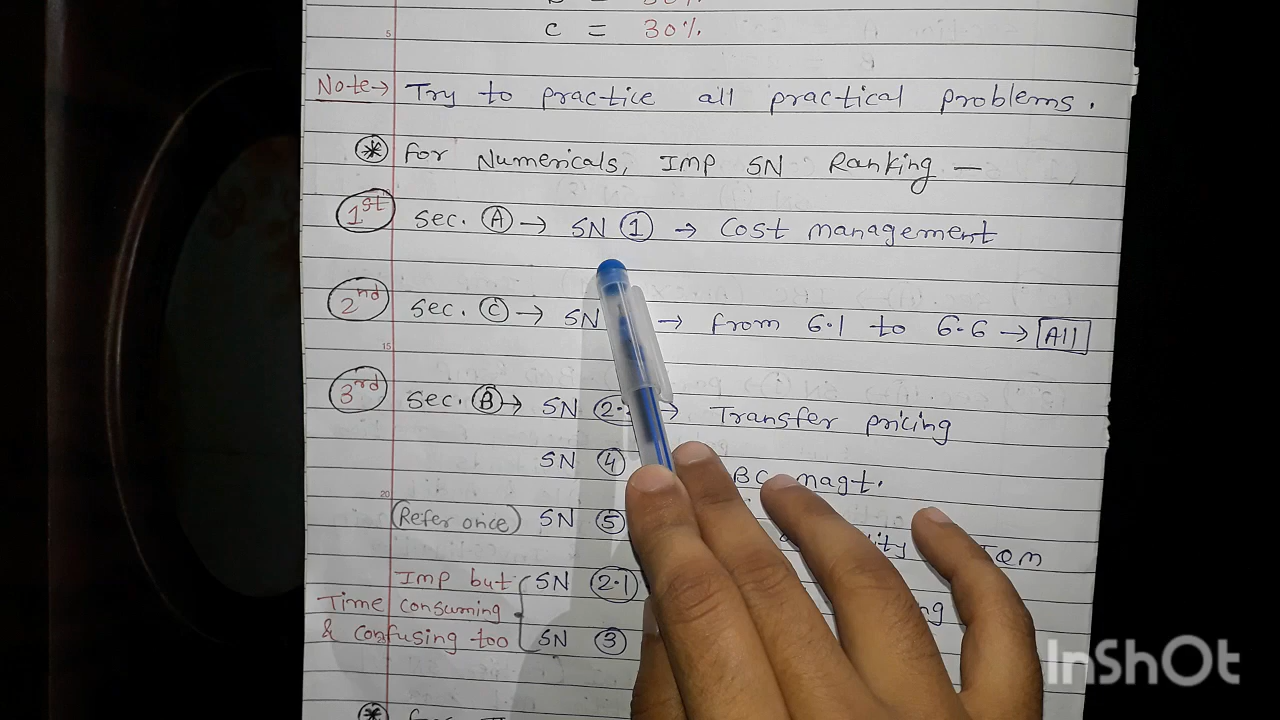 c = 30%.
Note→ Try to practice all practical problems.
* For Numericals, IMP SN Ranking —
1st Sec. A → SN 1 → Cost management
2nd Sec. C → SN → from 6.1 to 6.6 → All
3rd Sec. B → SN → Transfer pricing
SN 4 BC magt.
(Refer once) SN 5
Imp but SN 2.1
Time consuming
& confusing too SN 3
InShOt